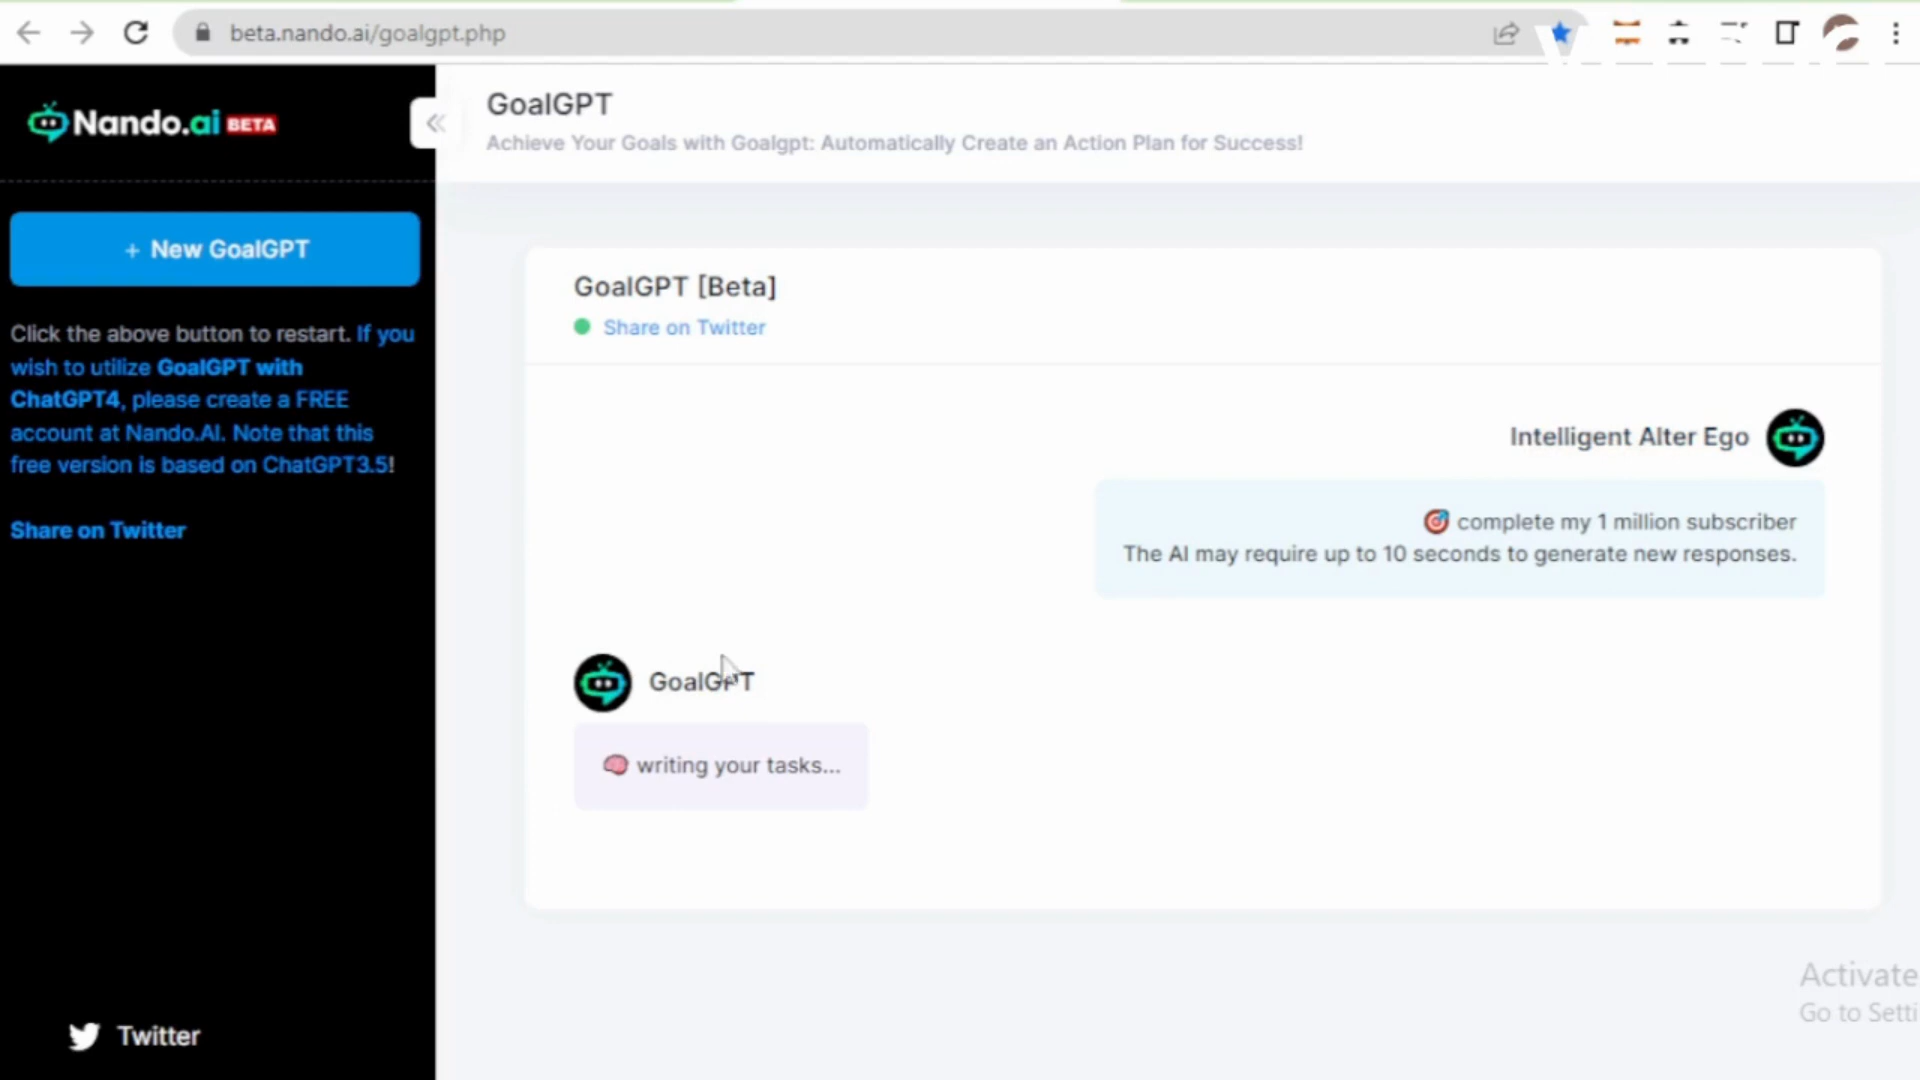 beta.nando.ai/goalgpt.php
Nando.ai BETA
+ New GoalGPT
Click the above button to restart. If you
wish to utilize GoalGPT with
ChatGPT4, please create a FREE
account at Nando.AI. Note that this
free version is based on ChatGPT3.5!
Share on Twitter
Twitter
GoalGPT
Achieve Your Goals with Goalgpt: Automatically Create an Action Plan for Success!
GoalGPT [Beta]
Share on Twitter
Intelligent Alter Ego
🎯 complete my 1 million subscriber
The AI may require up to 10 seconds to generate new responses.
GoalGPT
🧠 writing your tasks...
Activate
Go to Setti